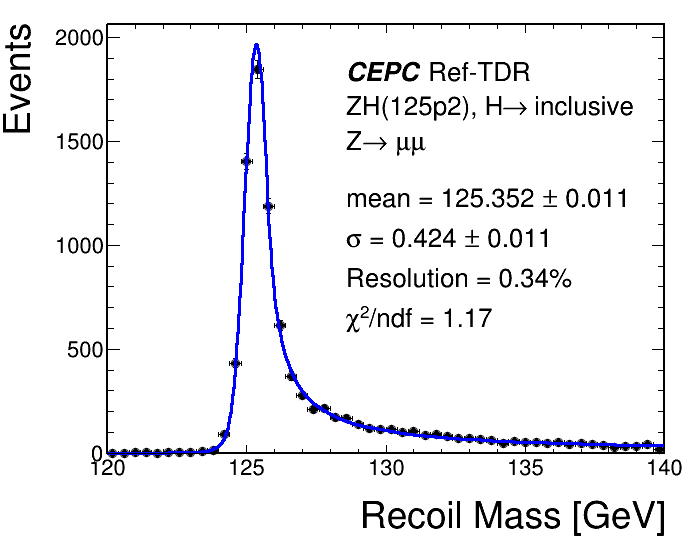 Events
2000
1500
1000
500
0
120
125
130
135
140
CEPC Ref-TDR
ZH(125p2), H→ inclusive
Z→ μμ
mean = 125.352 ± 0.011
σ = 0.424 ± 0.011
Resolution = 0.34%
χ²/ndf = 1.17
Recoil Mass [GeV]